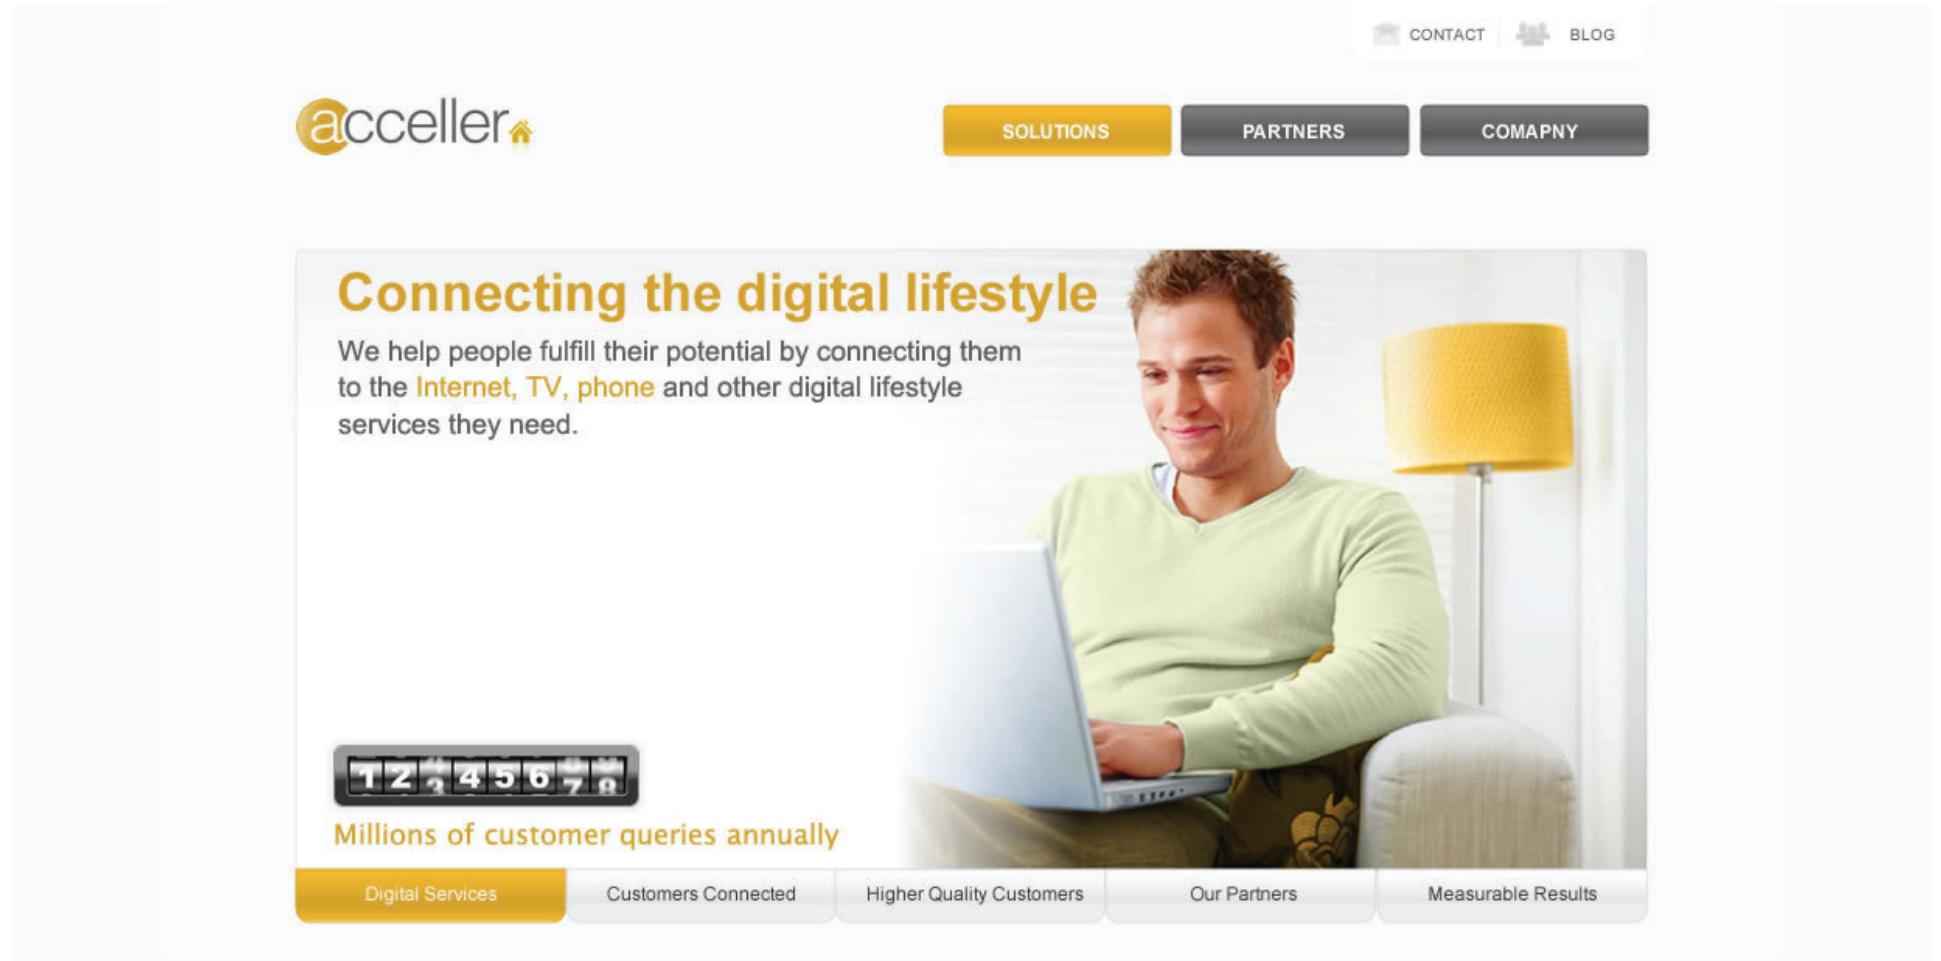 CONTACT
BLOG
acceller
SOLUTIONS
PARTNERS
COMAPNY
Connecting the digital lifestyle
We help people fulfill their potential by connecting them
to the Internet, TV, phone and other digital lifestyle
services they need.
12345678
Millions of customer queries annually
Digital Services
Customers Connected
Higher Quality Customers
Our Partners
Measurable Results